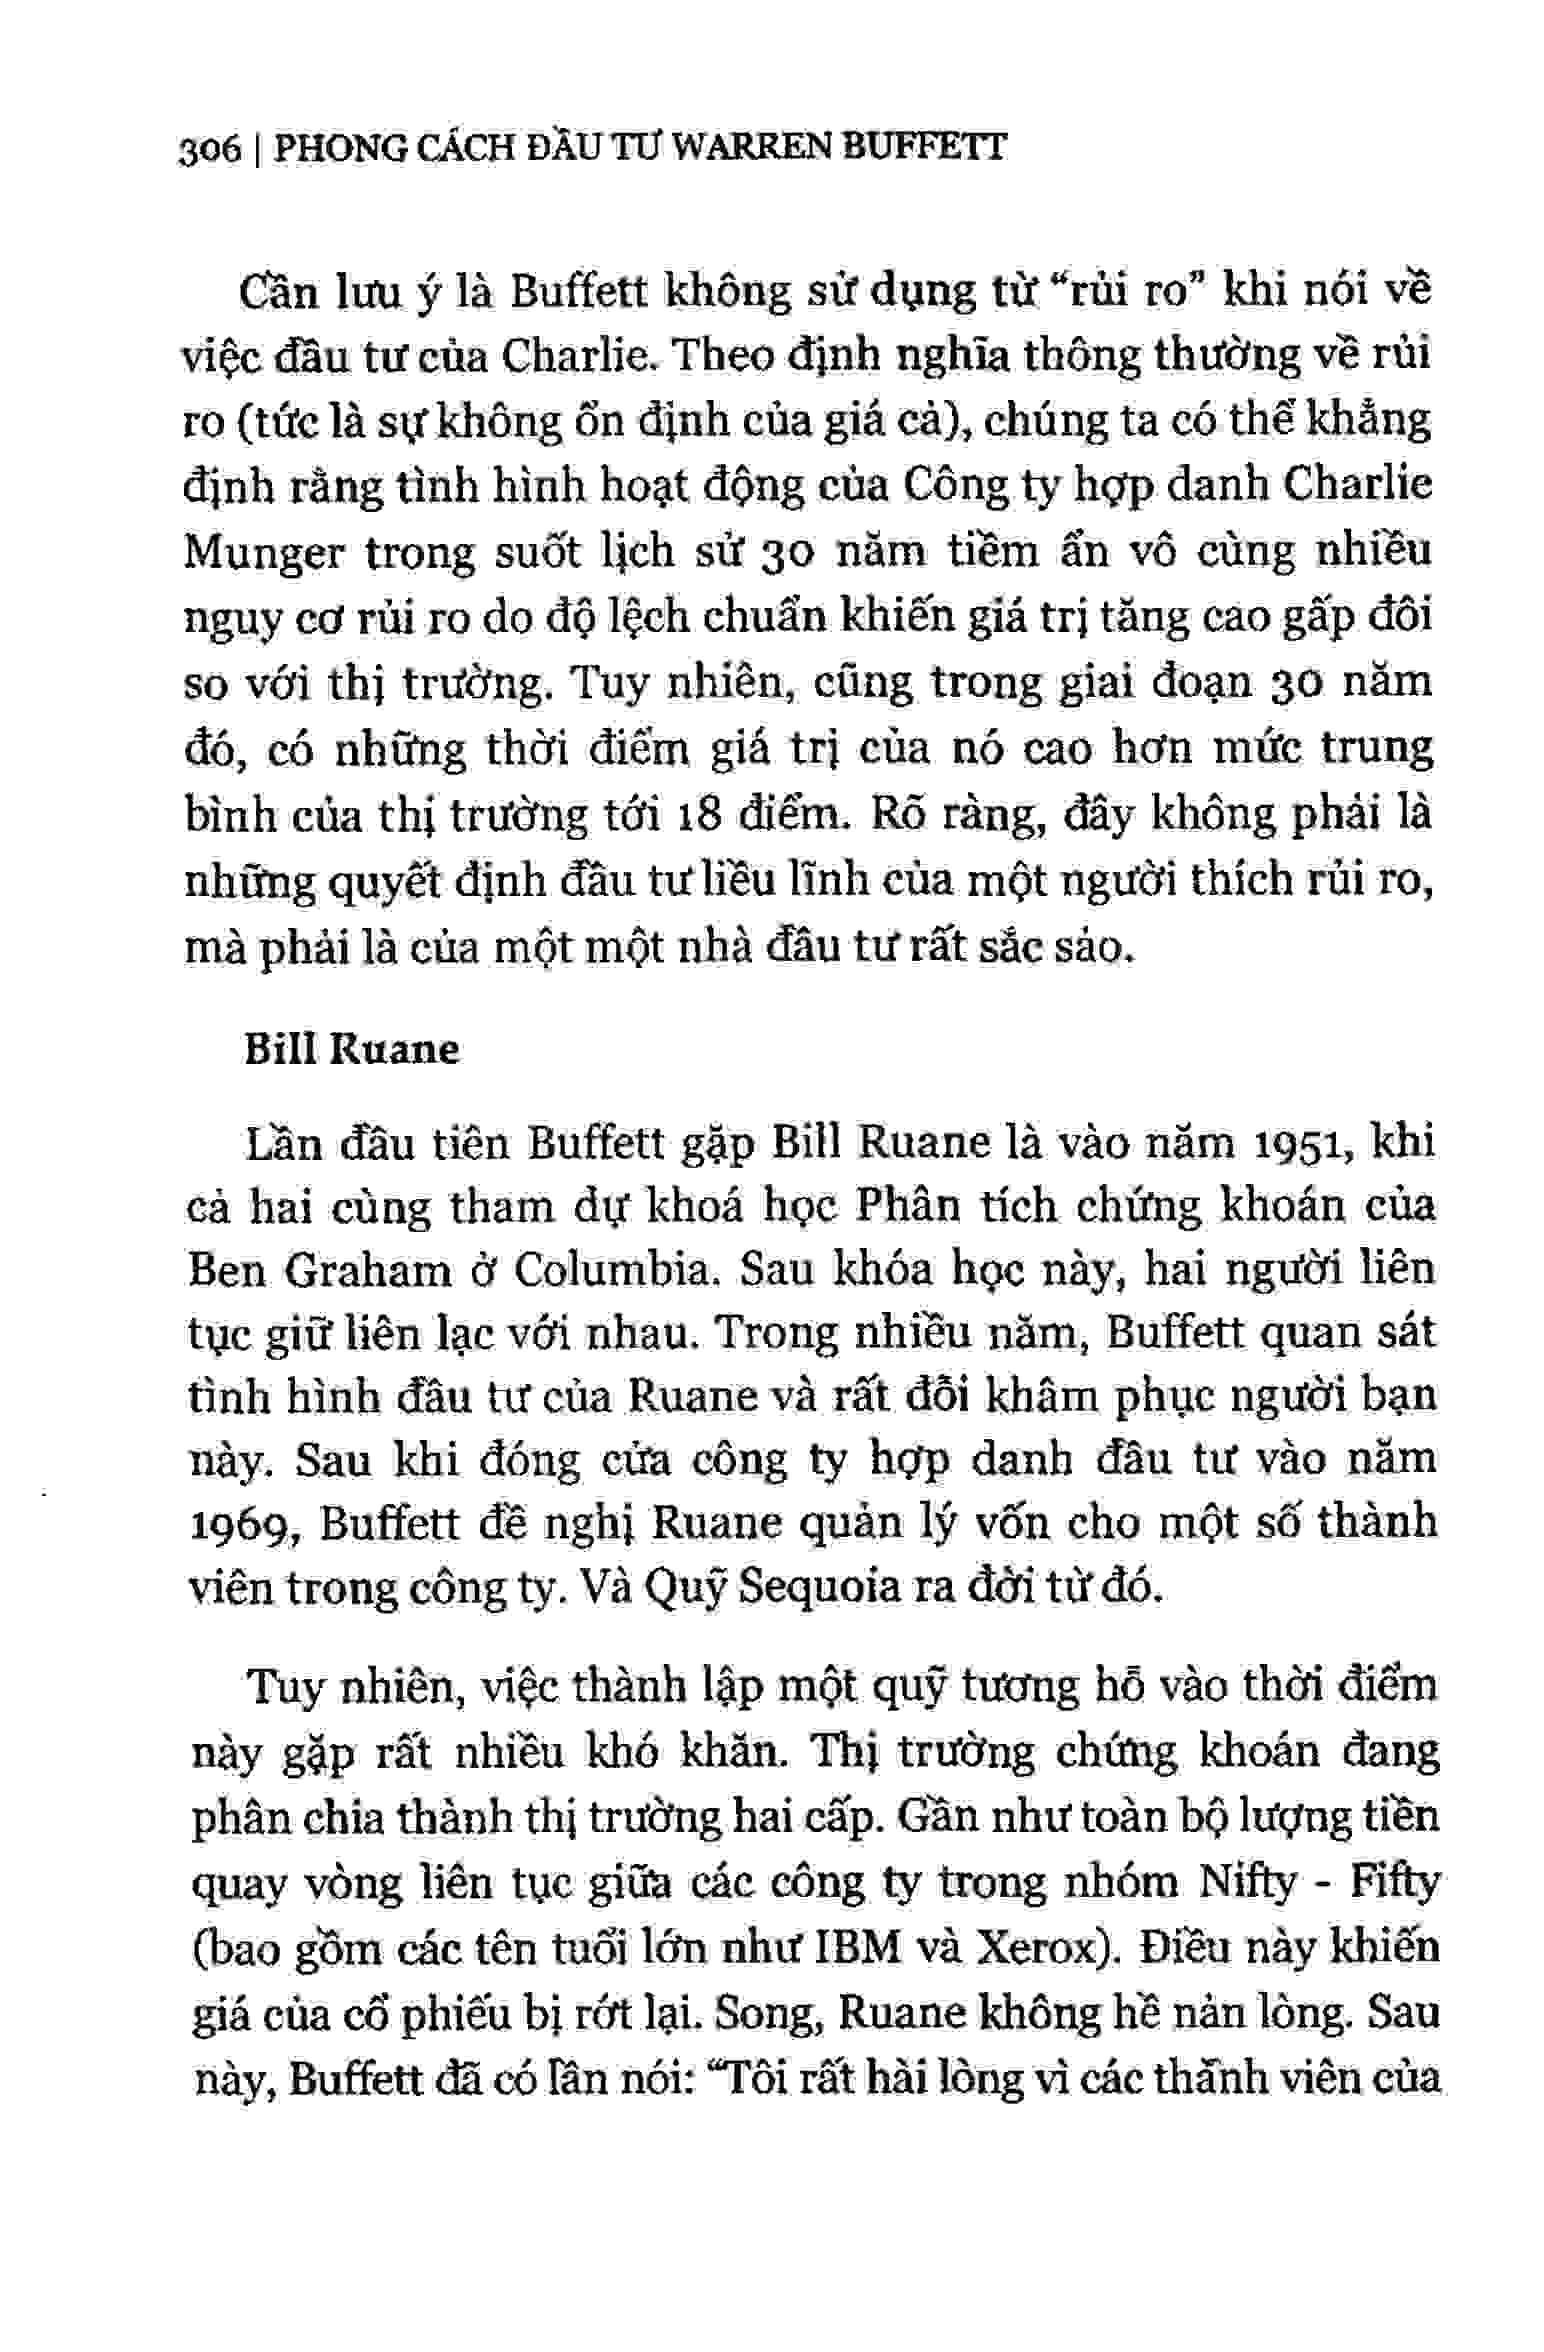 306 | PHONG CÁCH ĐẦU TƯ WARREN BUFFETT
Cần lưu ý là Buffett không sử dụng từ “rủi ro” khi nói về
việc đầu tư của Charlie. Theo định nghĩa thông thường về rủi
ro (tức là sự không ổn định của giá cả), chúng ta có thể khẳng
định rằng tình hình hoạt động của Công ty hợp danh Charlie
Munger trong suốt lịch sử 30 năm tiềm ẩn vô cùng nhiều
nguy cơ rủi ro do độ lệch chuẩn khiến giá trị tăng cao gấp đôi
so với thị trường. Tuy nhiên, cũng trong giai đoạn 30 năm
đó, có những thời điểm giá trị của nó cao hơn mức trung
bình của thị trường tới 18 điểm. Rõ ràng, đây không phải là
những quyết định đầu tư liều lĩnh của một người thích rủi ro,
mà phải là của một một nhà đầu tư rất sắc sảo.
Bill Ruane
Lần đầu tiên Buffett gặp Bill Ruane là vào năm 1951, khi
cả hai cùng tham dự khoá học Phân tích chứng khoán của
Ben Graham ở Columbia. Sau khóa học này, hai người liên
tục giữ liên lạc với nhau. Trong nhiều năm, Buffett quan sát
tình hình đầu tư của Ruane và rất đỗi khâm phục người bạn
này. Sau khi đóng cửa công ty hợp danh đầu tư vào năm
1969, Buffett đề nghị Ruane quản lý vốn cho một số thành
viên trong công ty. Và Quỹ Sequoia ra đời từ đó.
Tuy nhiên, việc thành lập một quỹ tương hỗ vào thời điểm
này gặp rất nhiều khó khăn. Thị trường chứng khoán đang
phân chia thành thị trường hai cấp. Gần như toàn bộ lượng tiền
quay vòng liên tục giữa các công ty trong nhóm Nifty - Fifty
(bao gồm các tên tuổi lớn như IBM và Xerox). Điều này khiến
giá của cổ phiếu bị rớt lại. Song, Ruane không hề nản lòng. Sau
này, Buffett đã có lần nói: “Tôi rất hài lòng vì các thành viên của